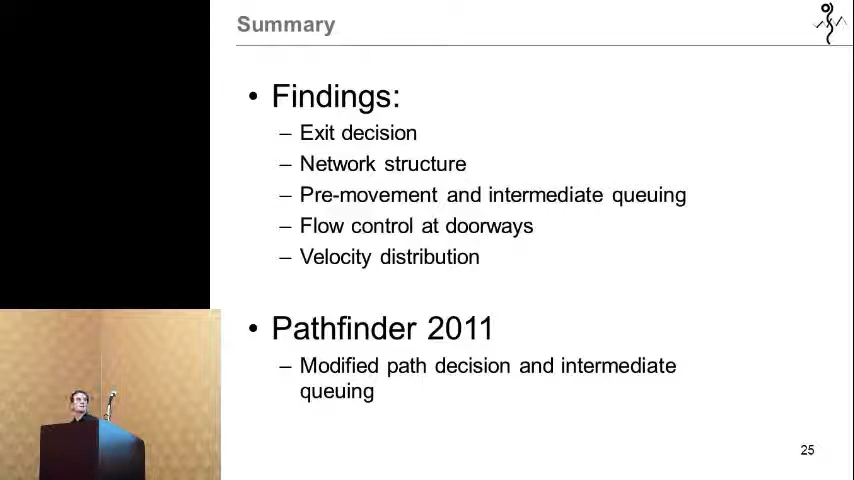 Summary
• Findings:
– Exit decision
– Network structure
– Pre-movement and intermediate queuing
– Flow control at doorways
– Velocity distribution
• Pathfinder 2011
– Modified path decision and intermediate
queuing
25